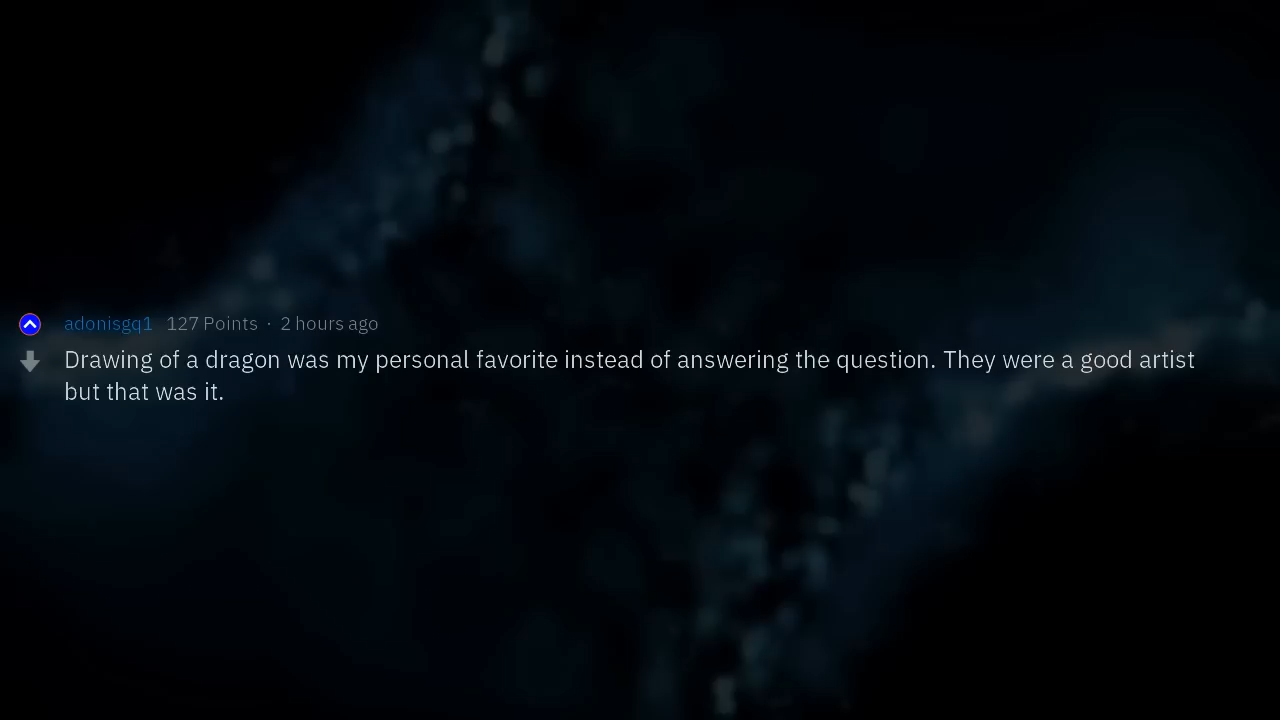 adonisgq1 127 Points · 2 hours ago
Drawing of a dragon was my personal favorite instead of answering the question. They were a good artist
but that was it.